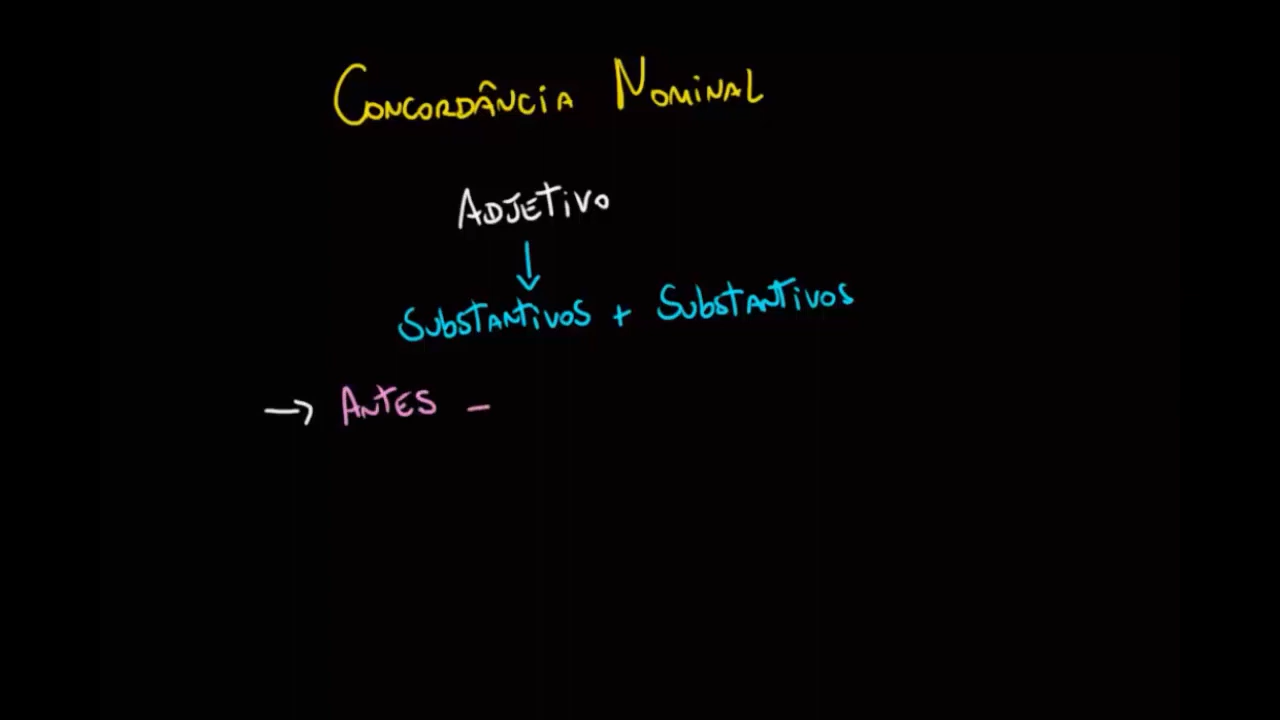 Concordância Nominal
Adjetivo
↓
Substantivos + Substantivos
→ Antes -